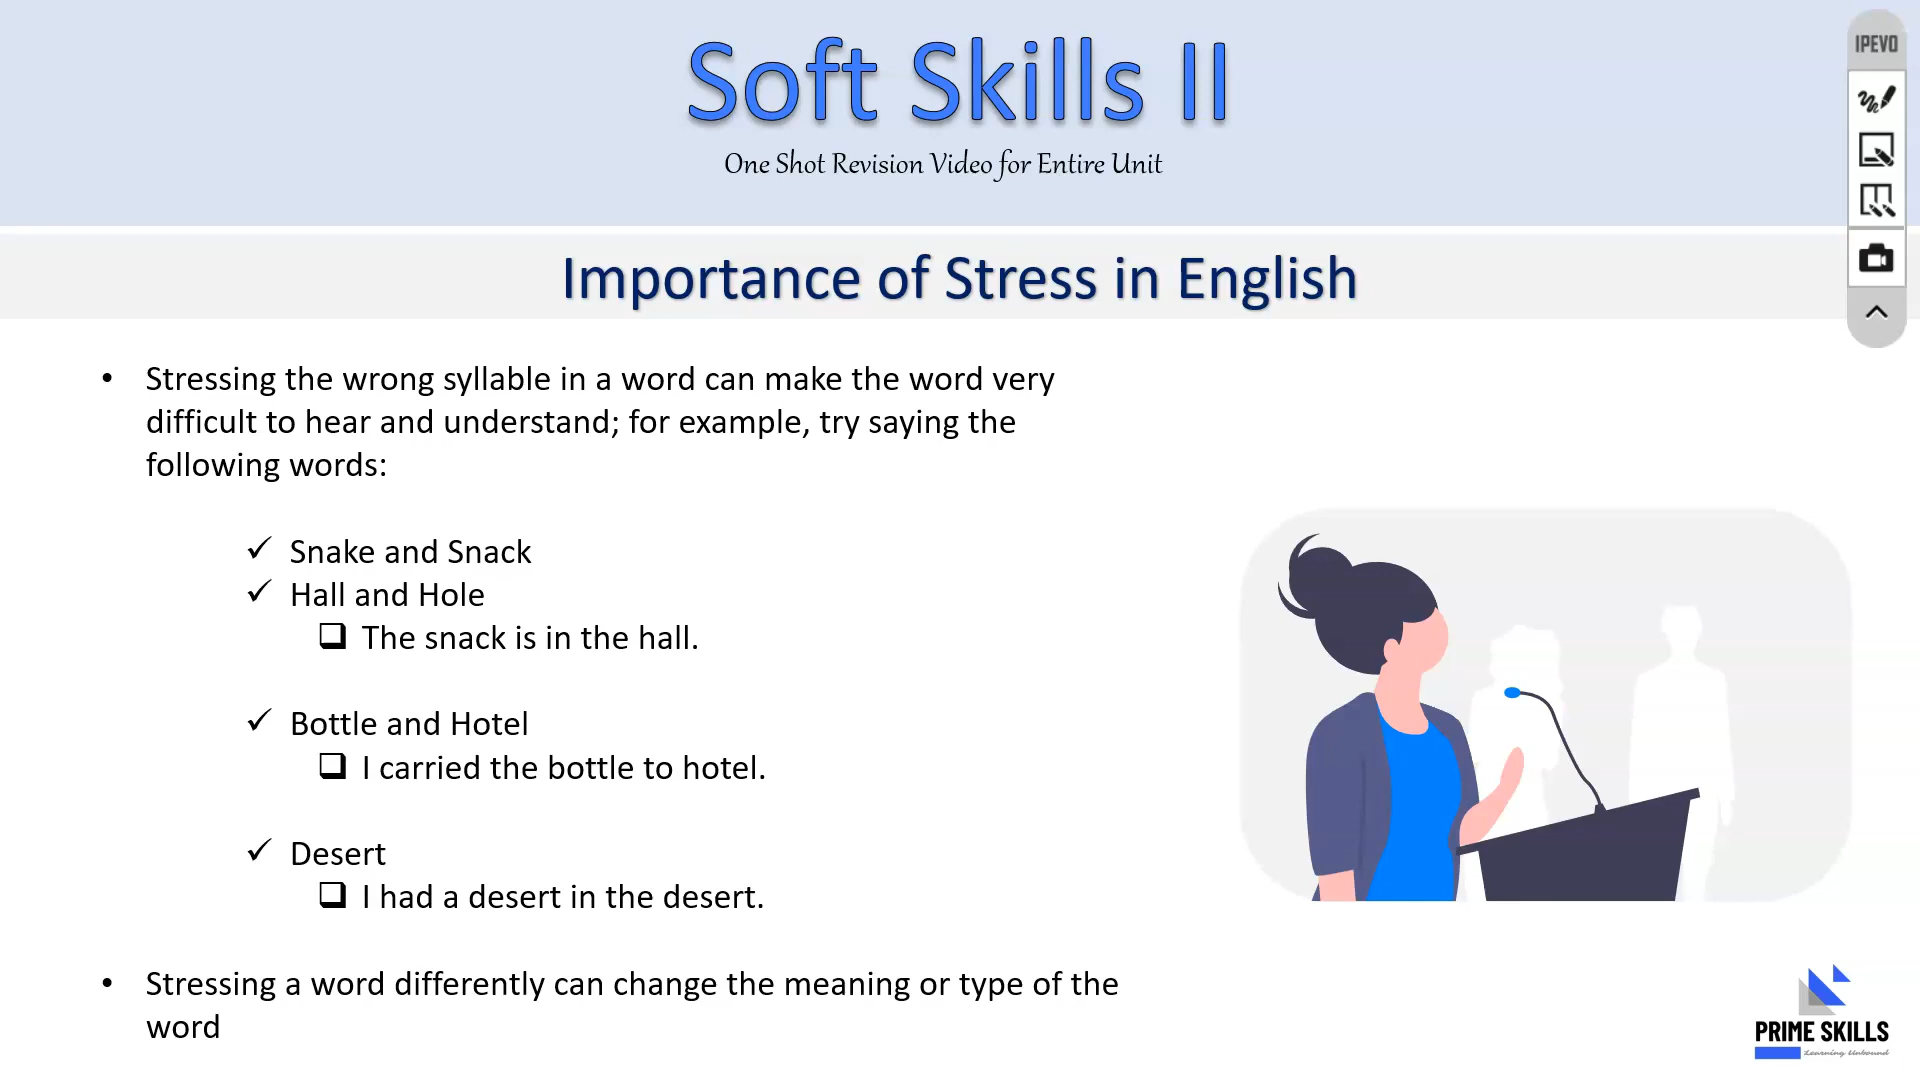 Soft Skills II
One Shot Revision Video for Entire Unit
IPEVO
Importance of Stress in English
• Stressing the wrong syllable in a word can make the word very
difficult to hear and understand; for example, try saying the
following words:
✓ Snake and Snack
✓ Hall and Hole
❑ The snack is in the hall.
✓ Bottle and Hotel
❑ I carried the bottle to hotel.
✓ Desert
❑ I had a desert in the desert.
• Stressing a word differently can change the meaning or type of the
word
PRIME SKILLS
Learning Unbound